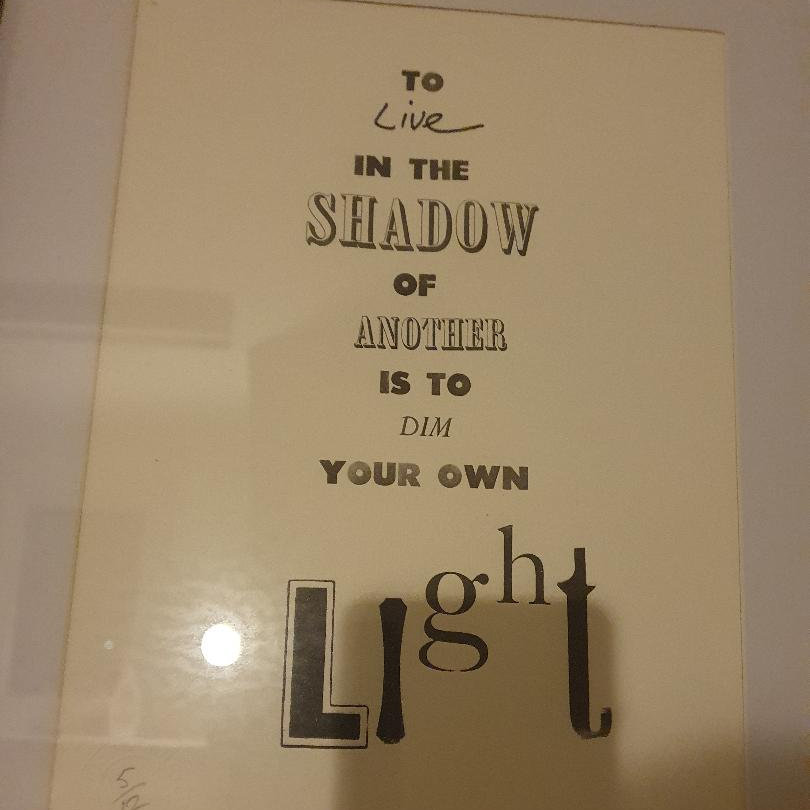 TO
Live
IN THE
SHADOW
OF
ANOTHER
IS TO
DIM
YOUR OWN
LIght